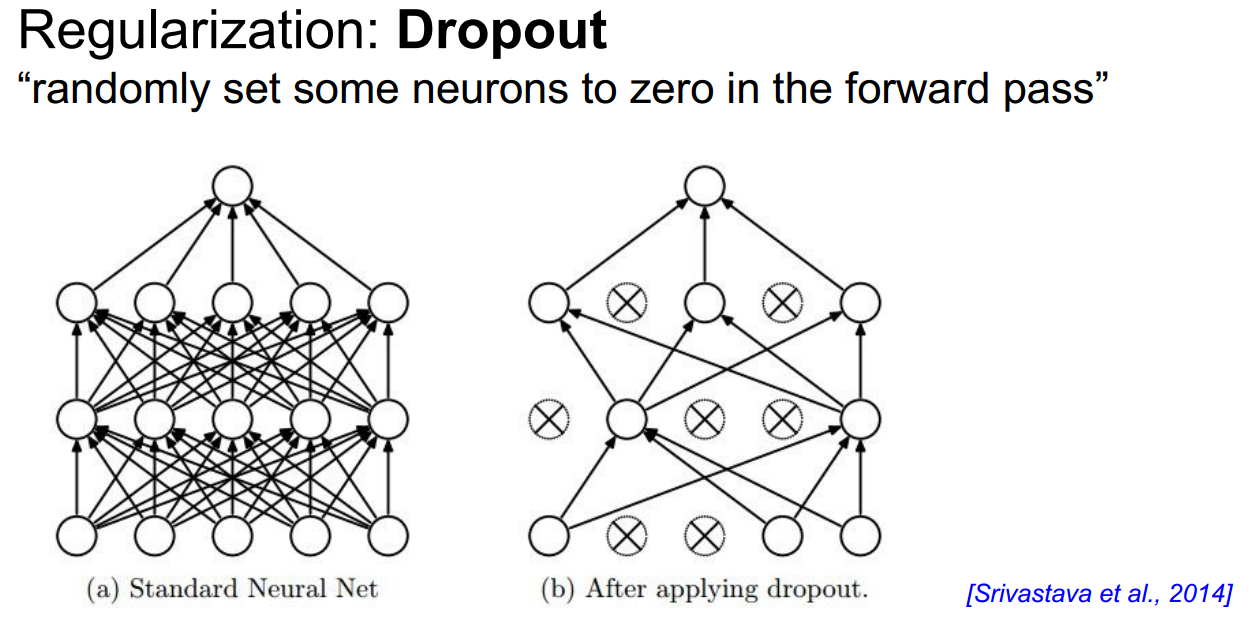 Regularization: Dropout
“randomly set some neurons to zero in the forward pass”
(a) Standard Neural Net
(b) After applying dropout.
[Srivastava et al., 2014]